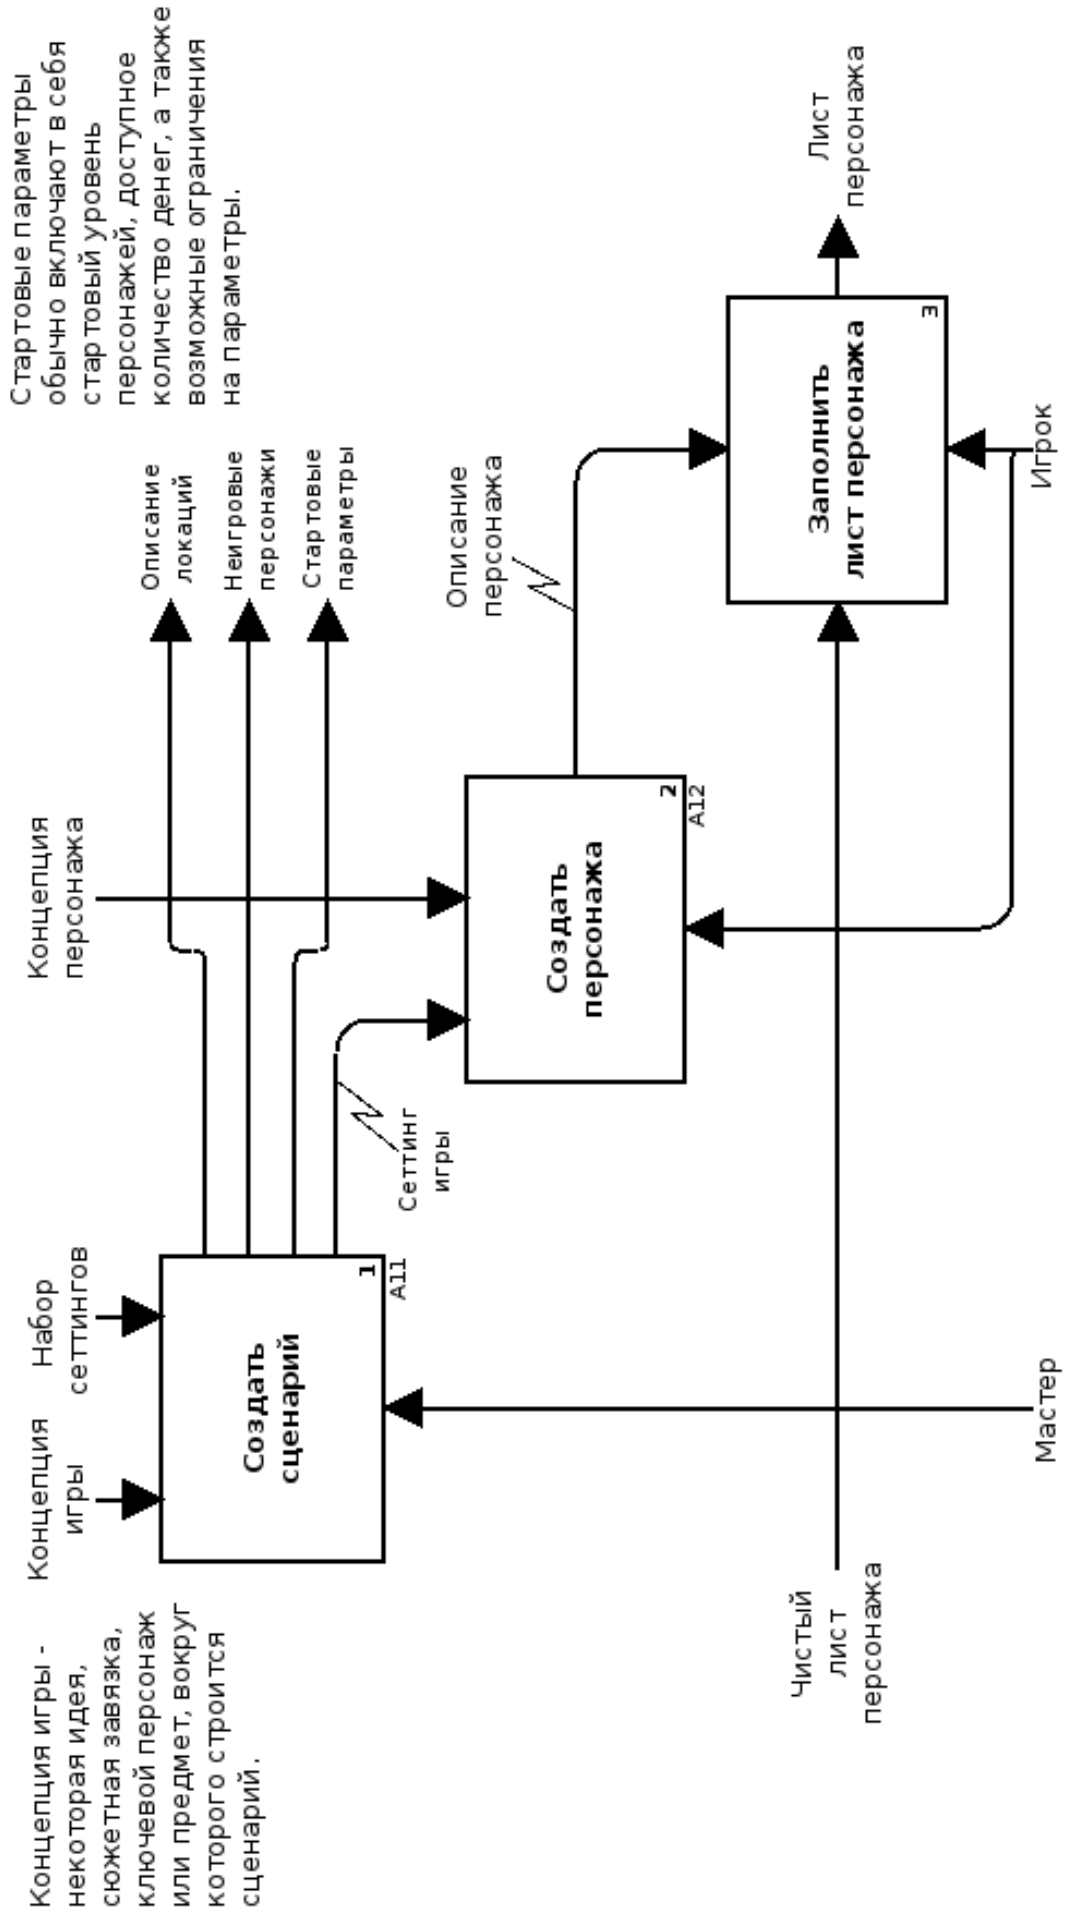 Концепция игры -
некоторая идея,
сюжетная завязка,
ключевой персонаж
или предмет, вокруг
которого строится
сценарий.
Концепция
игры
Набор
сеттингов
Концепция
персонажа
Стартовые параметры
обычно включают в себя
стартовый уровень
персонажей, доступное
количество денег, а также
возможные ограничения
на параметры.
Описание
локаций
Неигровые
персонажи
Стартовые
параметры
Создать
сценарий
1
A11
Сеттинг
игры
Описание
персонажа
Создать
персонажа
2
A12
Заполнить
лист персонажа
3
Лист
персонажа
Чистый
лист
персонажа
Мастер
Игрок